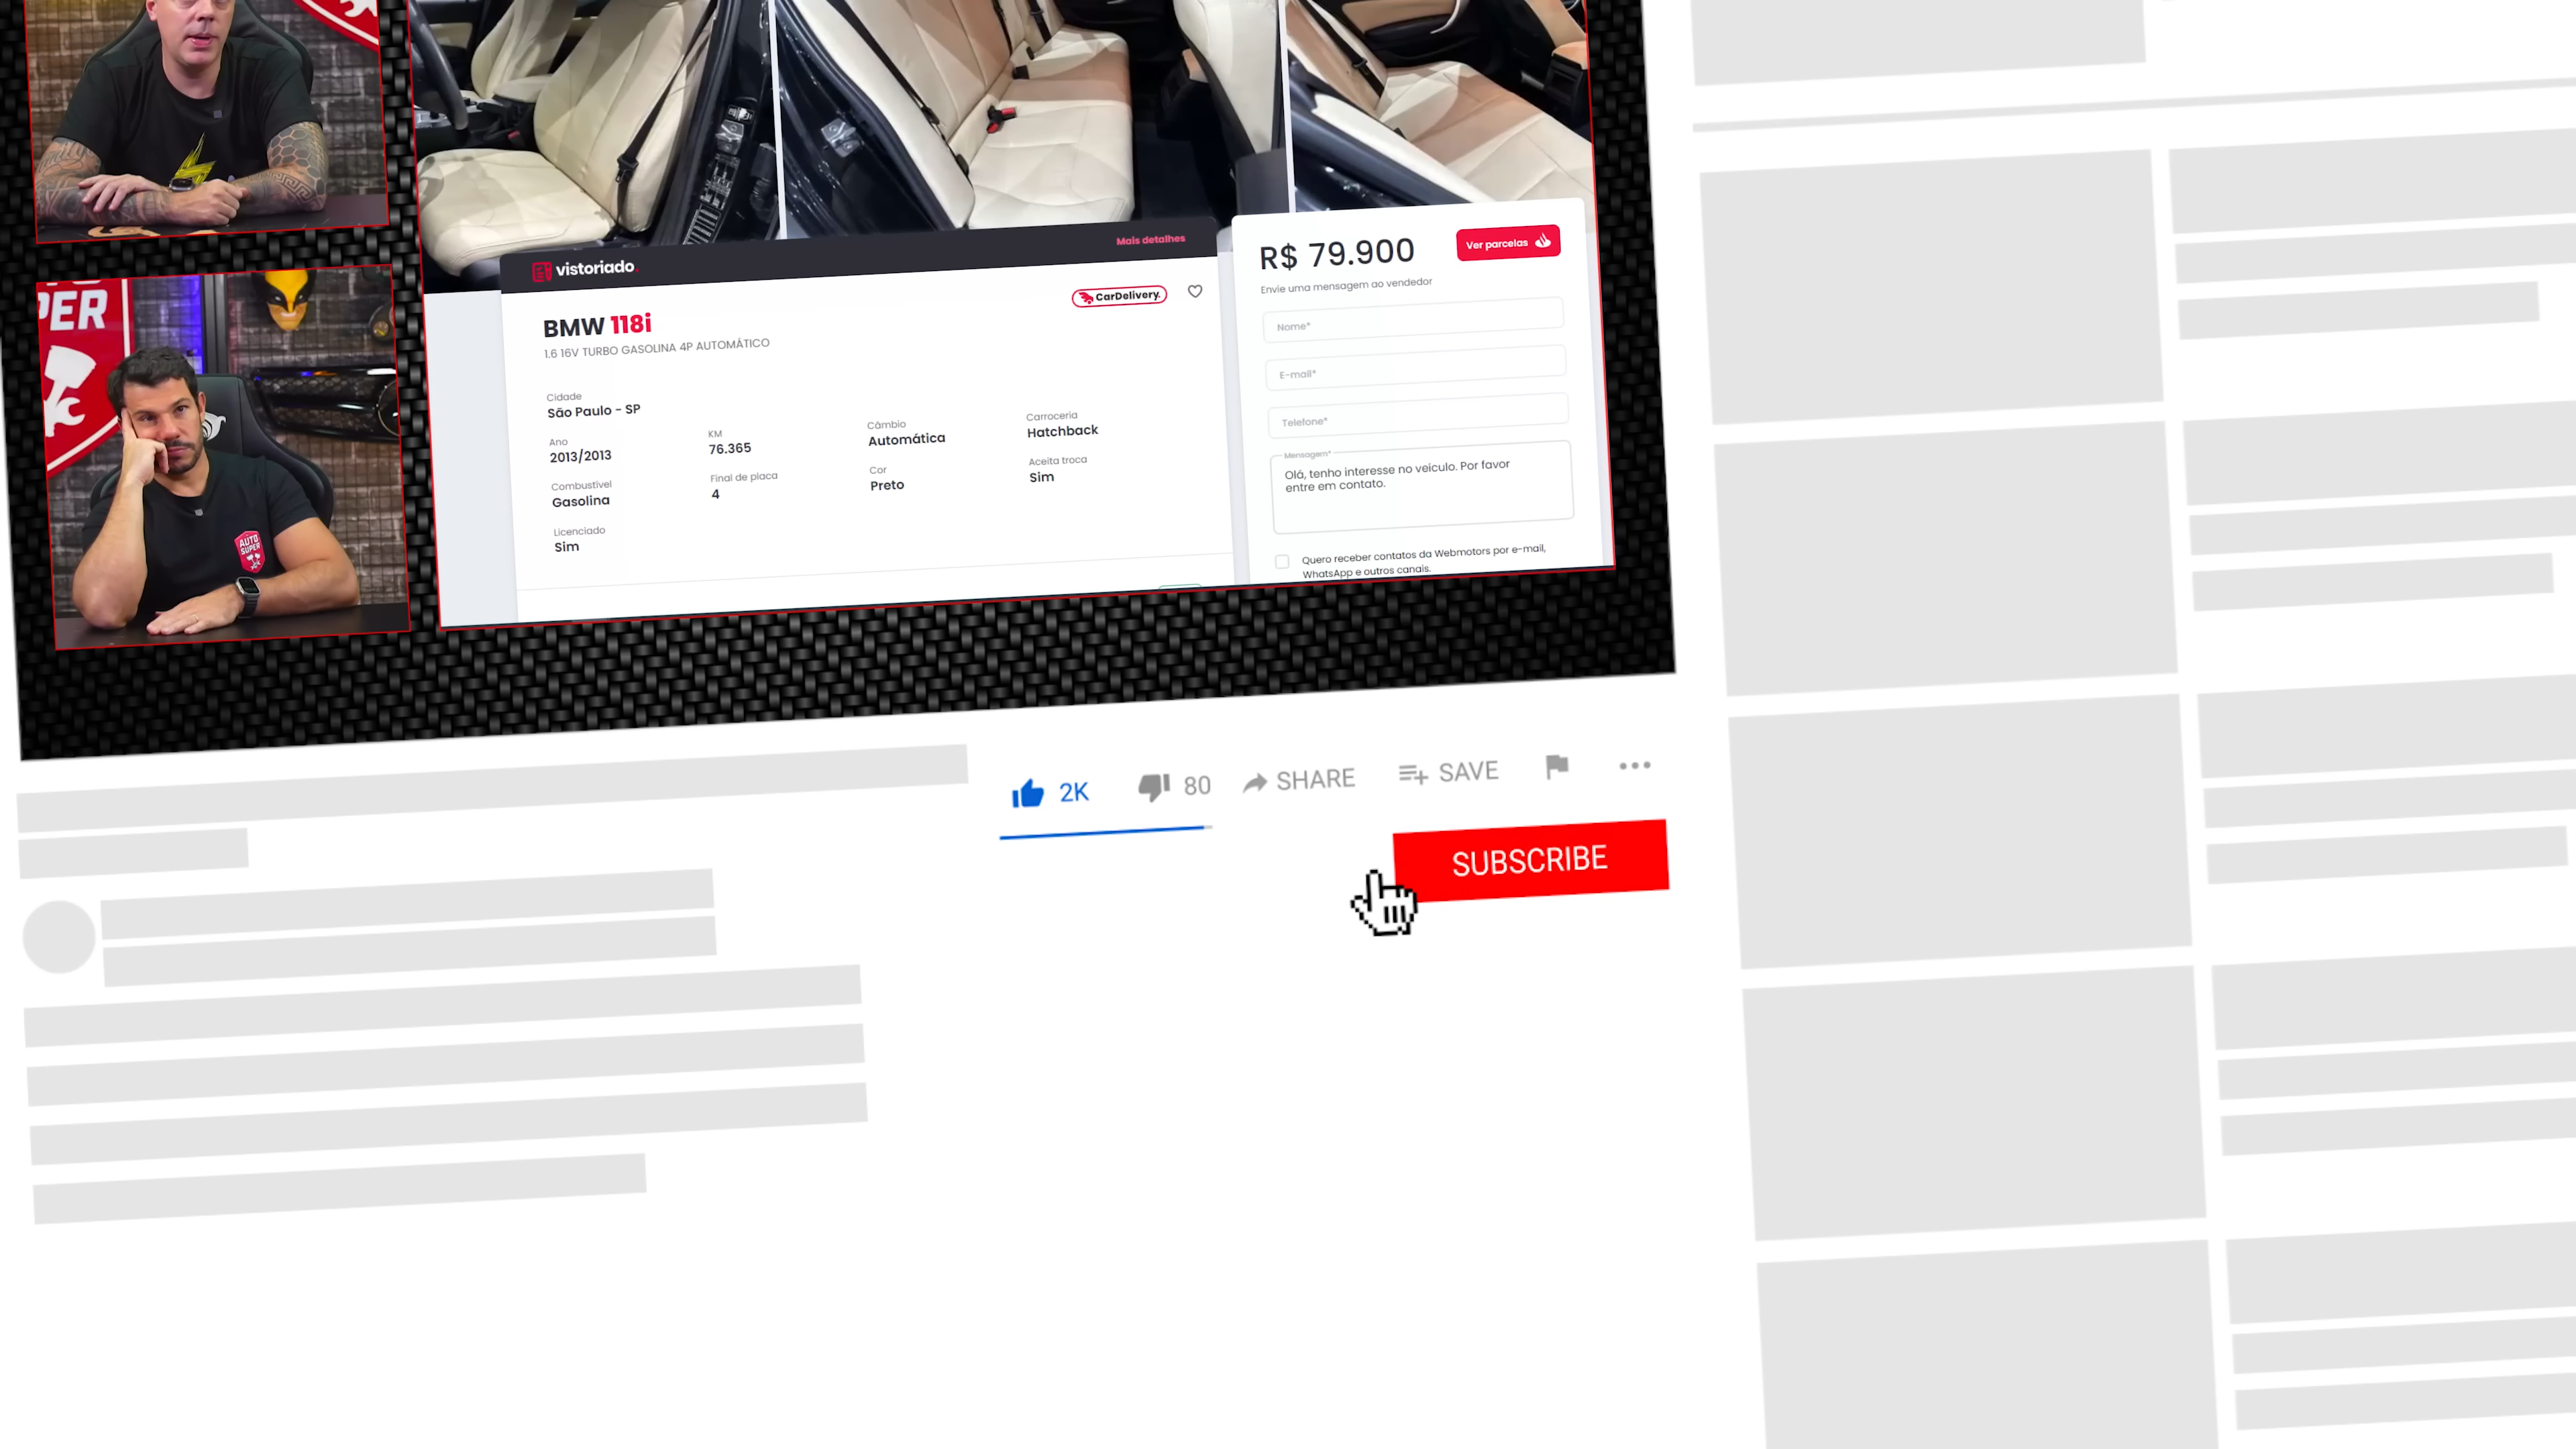 PER
AUTO
SUPER
vistoriado.
Mais detalhes
CarDelivery.
BMW 118i
1.6 16V TURBO GASOLINA 4P AUTOMÁTICO
Cidade
São Paulo - SP
Ano
2013/2013
KM
76.365
Câmbio
Automática
Carroceria
Hatchback
Combustível
Gasolina
Final de placa
4
Cor
Preto
Aceita troca
Sim
Licenciado
Sim
R$ 79.900
Ver parcelas
Envie uma mensagem ao vendedor
Nome*
E-mail*
Telefone*
Mensagem*
Olá, tenho interesse no veículo. Por favor
entre em contato.
Quero receber contatos da Webmotors por e-mail,
WhatsApp e outros canais.
2K
80
SHARE
SAVE
SUBSCRIBE